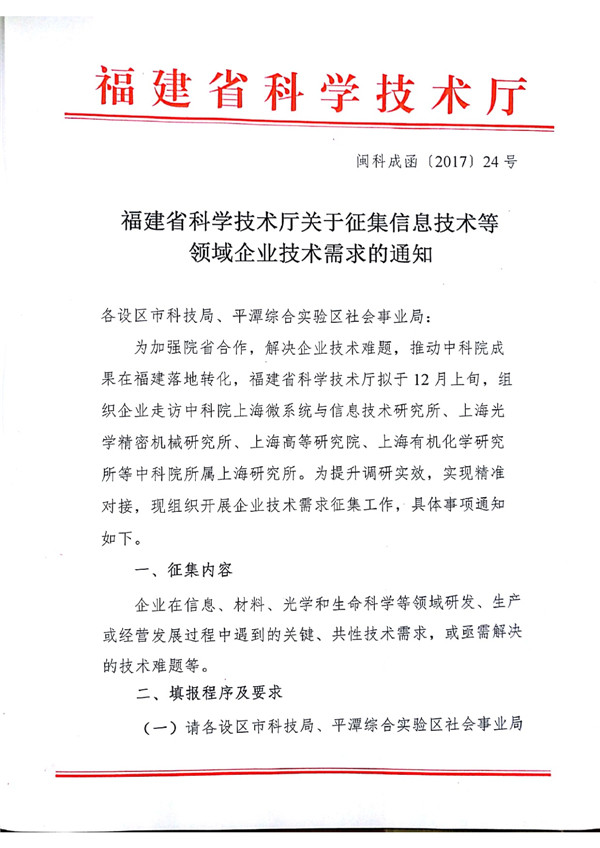 福建省科学技术厅
闽科成函〔2017〕24号
福建省科学技术厅关于征集信息技术等
领域企业技术需求的通知
各设区市科技局、平潭综合实验区社会事业局：
为加强院省合作，解决企业技术难题，推动中科院成
果在福建落地转化，福建省科学技术厅拟于12月上旬，组
织企业走访中科院上海微系统与信息技术研究所、上海光
学精密机械研究所、上海高等研究院、上海有机化学研究
所等中科院所属上海研究所。为提升调研实效，实现精准
对接，现组织开展企业技术需求征集工作，具体事项通知
如下。
一、征集内容
企业在信息、材料、光学和生命科学等领域研发、生产
或经营发展过程中遇到的关键、共性技术需求，或亟需解决
的技术难题等。
二、填报程序及要求
（一）请各设区市科技局、平潭综合实验区社会事业局